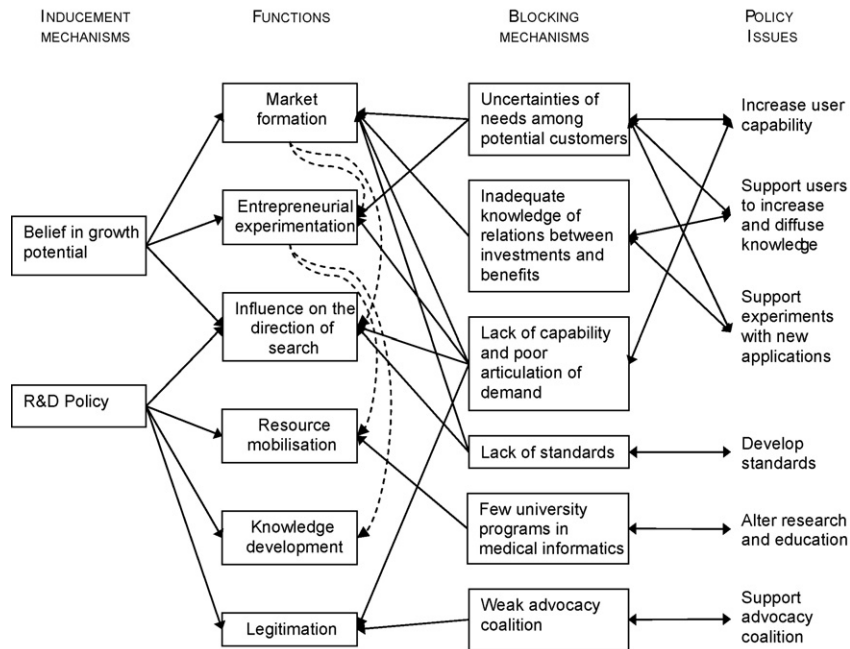 INDUCEMENT
MECHANISMS
FUNCTIONS
BLOCKING
MECHANISMS
POLICY
ISSUES
Belief in growth
potential
R&D Policy
Market
formation
Entrepreneurial
experimentation
Influence on the
direction of
search
Resource
mobilisation
Knowledge
development
Legitimation
Uncertainties of
needs among
potential customers
Inadequate
knowledge of
relations between
investments and
benefits
Lack of capability
and poor
articulation of
demand
Lack of standards
Few university
programs in
medical informatics
Weak advocacy
coalition
Increase user
capability
Support users
to increase
and diffuse
knowledge
Support
experiments
with new
applications
Develop
standards
Alter research
and education
Support
advocacy
coalition